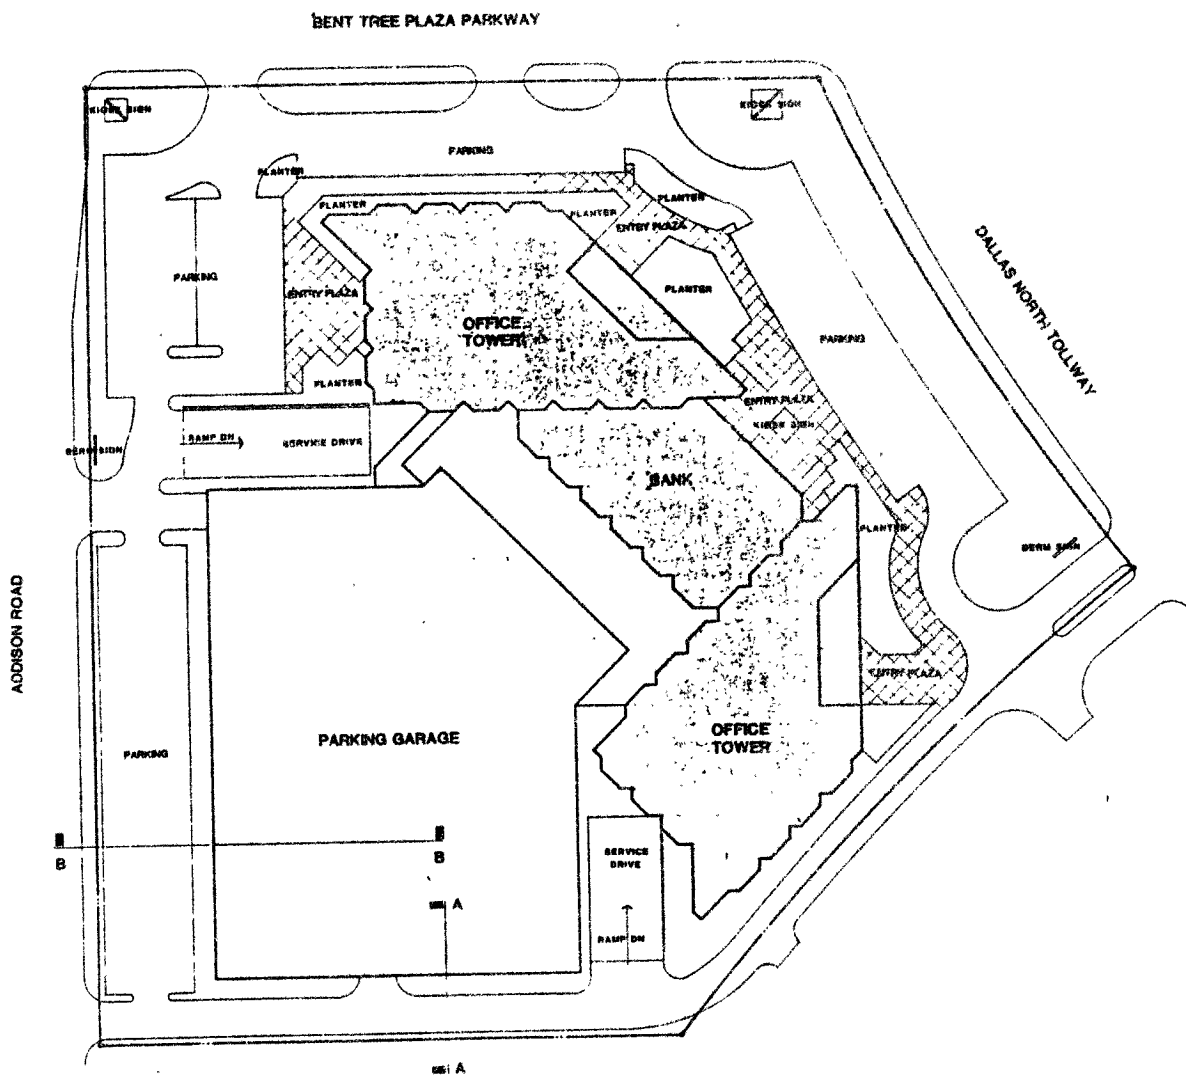 BENT TREE PLAZA PARKWAY
KIOSK SIGN
KIOSK SIGN
PARKING
PLANTER
PLANTER
PLANTER
PLANTER
ENTRY PLAZA
DALLAS NORTH TOLLWAY
PARKING
ENTRY PLAZA
PLANTER
OFFICE
TOWER
PARKING
PLANTER
ENTRY PLAZA
KIOSK SIGN
BERM SIGN
RAMP DN
SERVICE DRIVE
BANK
PLANTER
BERM SIGN
ADDISON ROAD
ENTRY PLAZA
PARKING
PARKING GARAGE
OFFICE
TOWER
B
B
SERVICE
DRIVE
A
RAMP DN
A